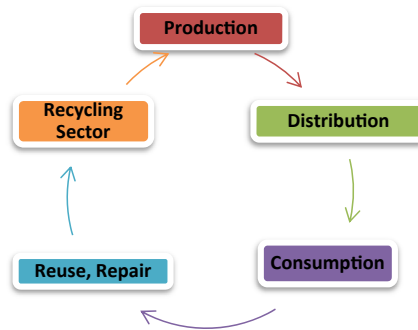 Production
Distribution
Consumption
Reuse, Repair
Recycling
Sector